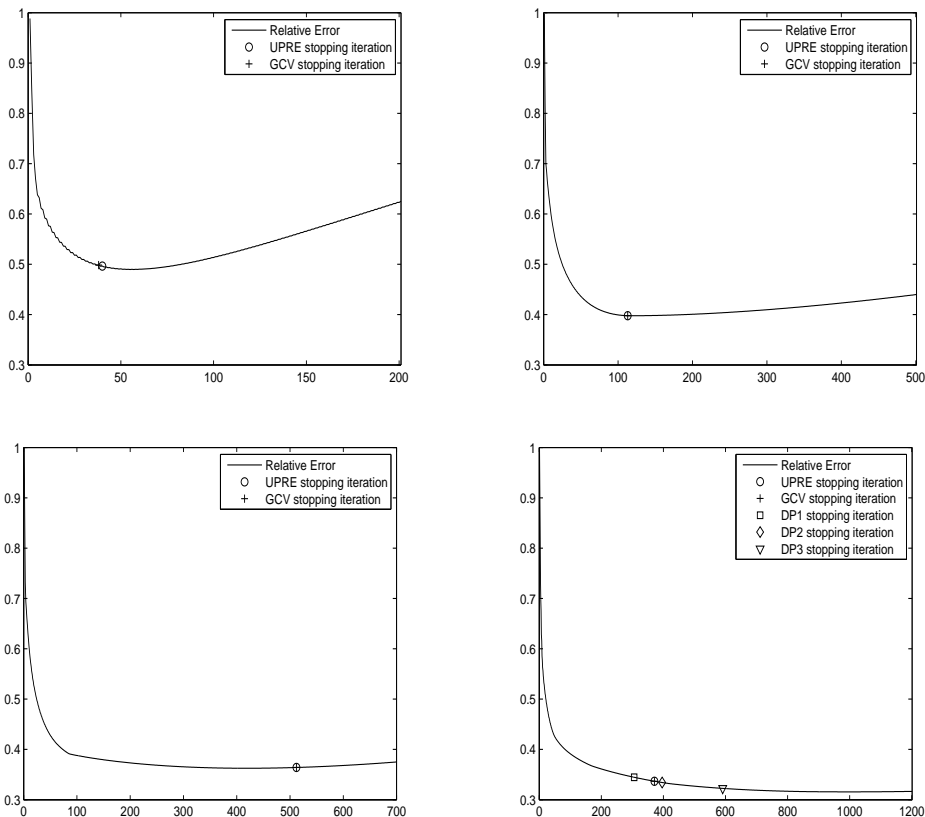 1
0.9
0.8
0.7
0.6
0.5
0.4
0.3
0 50 100 150 200
Relative Error
UPRE stopping iteration
GCV stopping iteration
1
0.9
0.8
0.7
0.6
0.5
0.4
0.3
0 100 200 300 400 500
Relative Error
UPRE stopping iteration
GCV stopping iteration
1
0.9
0.8
0.7
0.6
0.5
0.4
0.3
0 100 200 300 400 500 600 700
Relative Error
UPRE stopping iteration
GCV stopping iteration
1
0.9
0.8
0.7
0.6
0.5
0.4
0.3
0 200 400 600 800 1000 1200
Relative Error
UPRE stopping iteration
GCV stopping iteration
DP1 stopping iteration
DP2 stopping iteration
DP3 stopping iteration